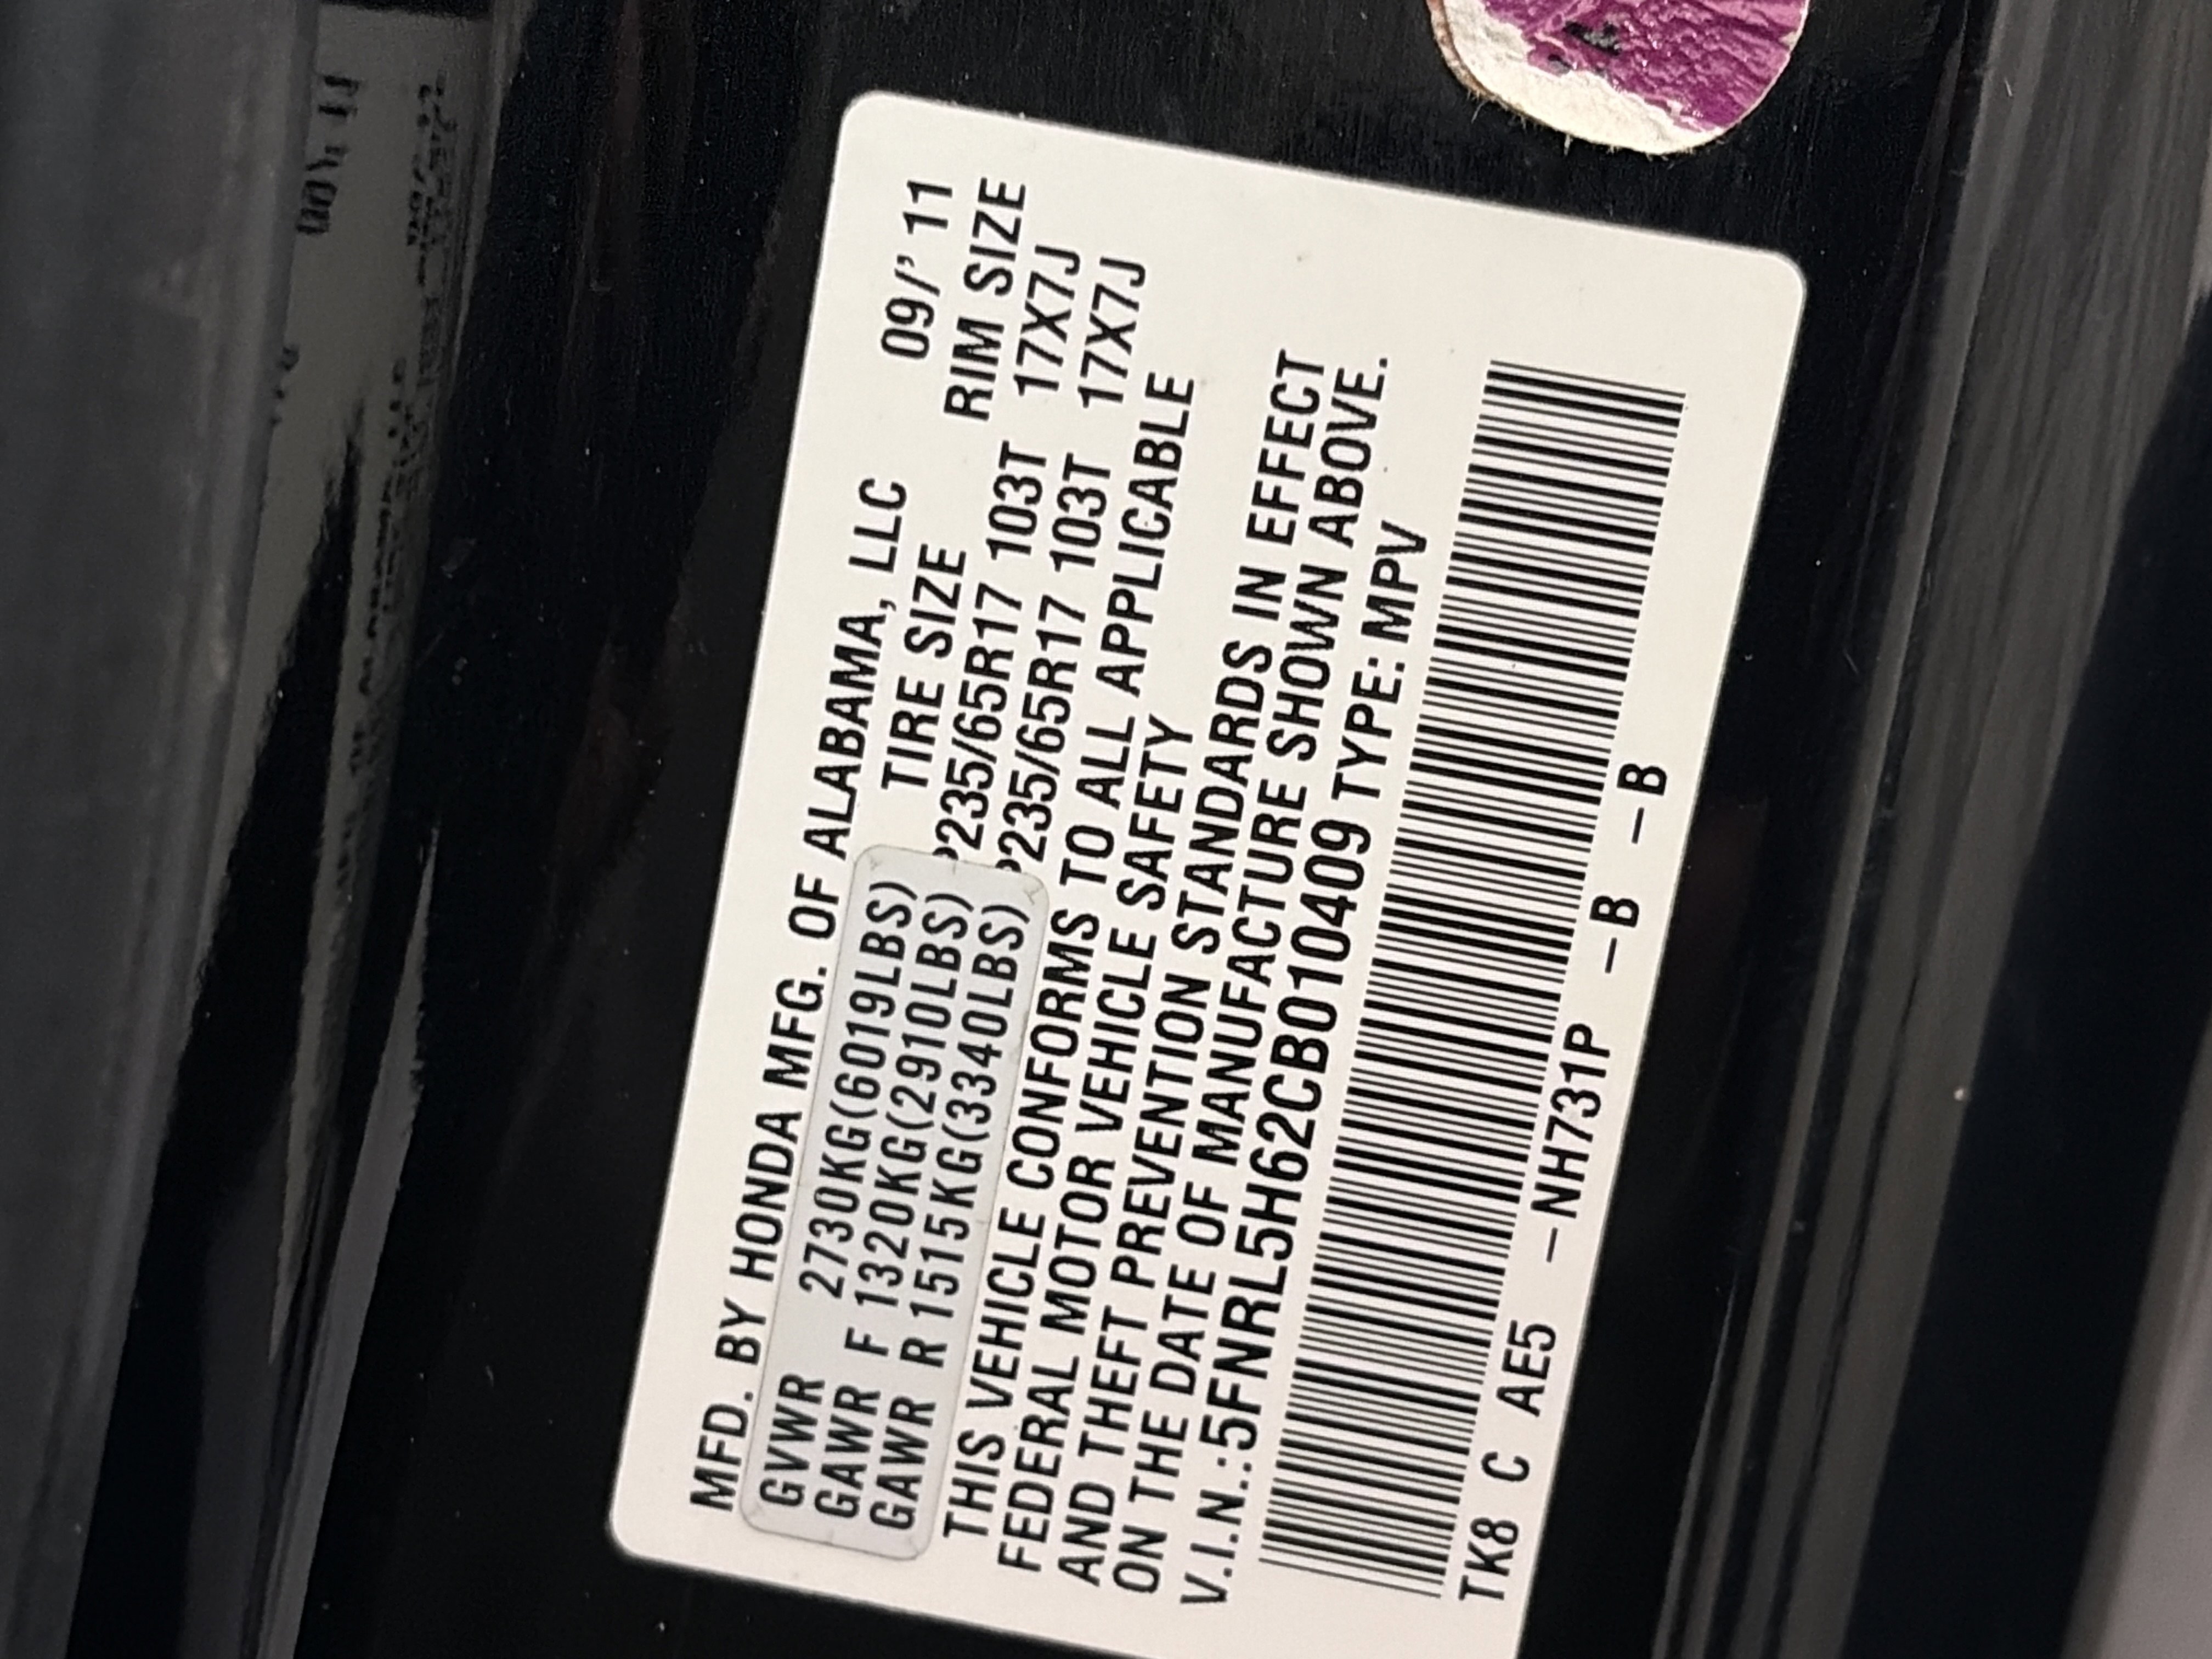 MFD. BY HONDA MFG. OF ALABAMA, LLC 09/' 11
TIRE SIZE RIM SIZE
GVWR 2730KG(6019LBS)
GAWR F 1320KG(2910LBS) P235/65R17 103T 17X7J
GAWR R 1515KG(3340LBS) P235/65R17 103T 17X7J
THIS VEHICLE CONFORMS TO ALL APPLICABLE
FEDERAL MOTOR VEHICLE SAFETY
AND THEFT PREVENTION STANDARDS IN EFFECT
ON THE DATE OF MANUFACTURE SHOWN ABOVE.
V.I.N.:5FNRL5H62CB010409 TYPE: MPV
TK8 C AE5 –NH731P –B –B